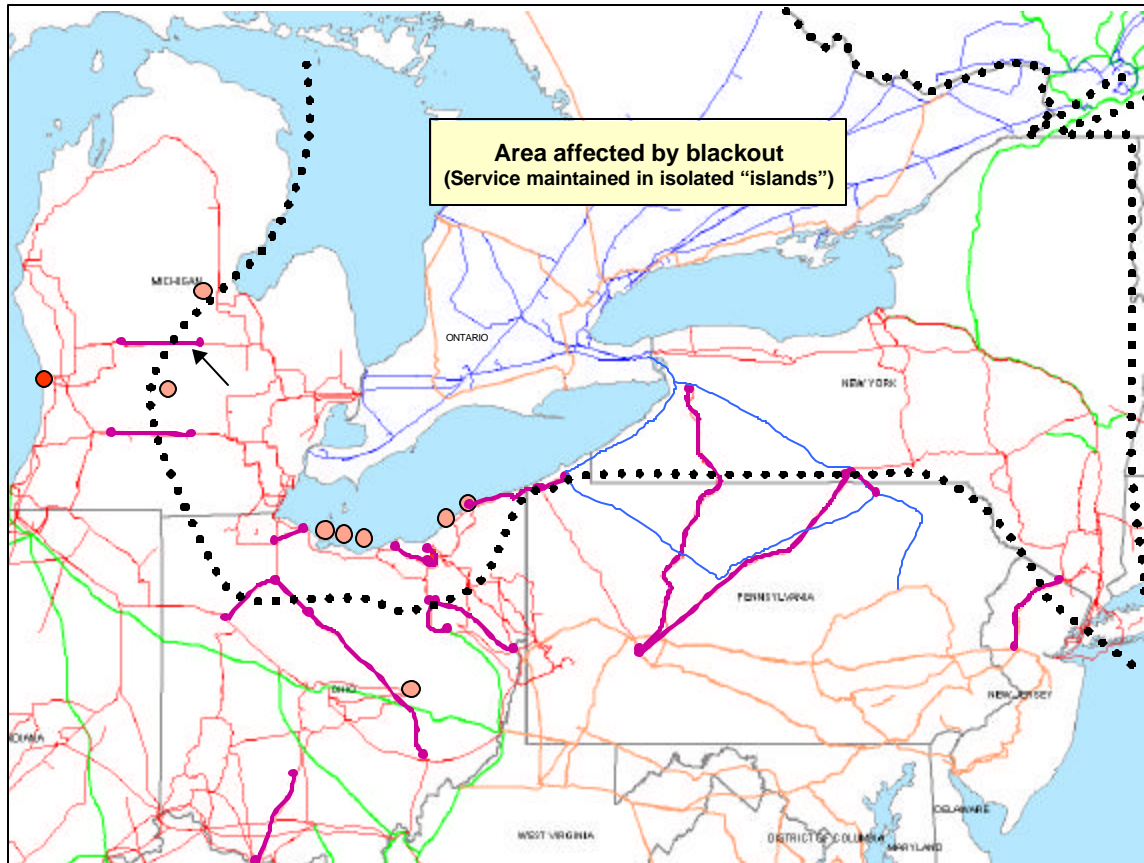 Area affected by blackout
(Service maintained in isolated “islands”)
MICHIGAN
ONTARIO
NEW YORK
PENNSYLVANIA
OHIO
NEW JERSEY
NDIANA
DELAWARE
WEST VIRGINIA
DISTRICT OF COLUMBIA
MARYLAND